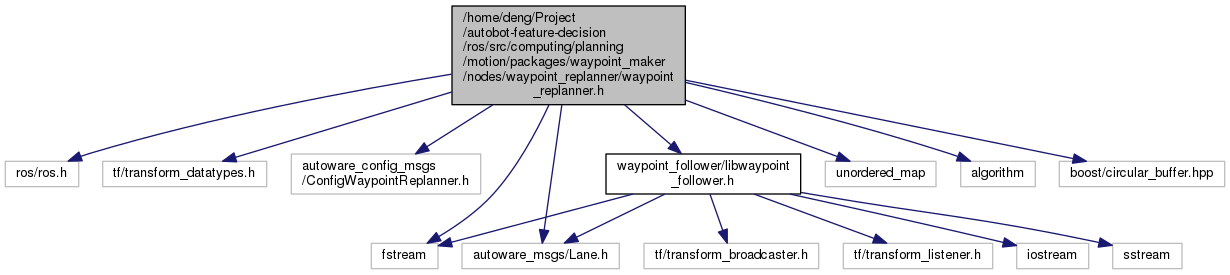 /home/deng/Project
/autobot-feature-decision
/ros/src/computing/planning
/motion/packages/waypoint_maker
/nodes/waypoint_replanner/waypoint
_replanner.h
ros/ros.h
tf/transform_datatypes.h
autoware_config_msgs
/ConfigWaypointReplanner.h
waypoint_follower/libwaypoint
_follower.h
unordered_map
algorithm
boost/circular_buffer.hpp
fstream
autoware_msgs/Lane.h
tf/transform_broadcaster.h
tf/transform_listener.h
iostream
sstream